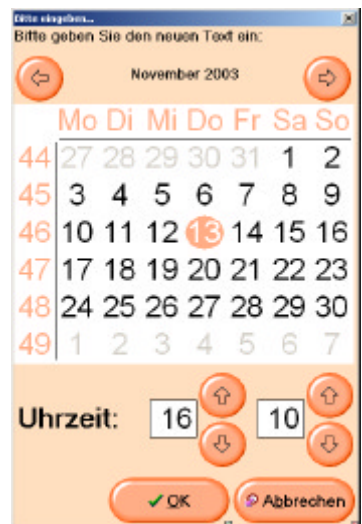 Bitte eingeben...
Bitte geben Sie den neuen Text ein:
November 2003
Mo Di Mi Do Fr Sa So
44 27 28 29 30 31 1 2
45 3 4 5 6 7 8 9
46 10 11 12 13 14 15 16
47 17 18 19 20 21 22 23
48 24 25 26 27 28 29 30
49 1 2 3 4 5 6 7
Uhrzeit: 16 10
OK Abbrechen